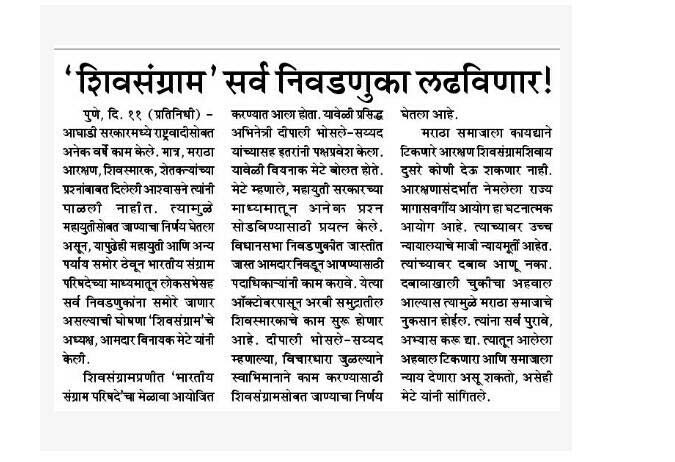 ‘शिवसंग्राम’ सर्व निवडणुका लढविणार!
पुणे, दि. ११ (प्रतिनिधी) –
आघाडी सरकारमध्ये राष्ट्रवादीसोबत
अनेक वर्षे काम केले. मात्र, मराठा
आरक्षण, शिवस्मारक, शेतकऱ्यांच्या
प्रश्नांबाबत दिलेली आश्वासने त्यांनी
पाळली नाहीत. त्यामुळे
महायुतीसोबत जाण्याचा निर्णय घेतला
असून, यापुढेही महायुती आणि अन्य
पर्याय समोर ठेवून भारतीय संग्राम
परिषदेच्या माध्यमातून लोकसभेसह
सर्व निवडणुकांना समोरे जाणार
असल्याची घोषणा ‘शिवसंग्राम’चे
अध्यक्ष, आमदार विनायक मेटे यांनी
केली.
शिवसंग्रामप्रणीत ‘भारतीय
संग्राम परिषदे’चा मेळावा आयोजित
करण्यात आला होता. यावेळी प्रसिद्ध
अभिनेत्री दीपाली भोसले–सय्यद
यांच्यासह इतरांनी पक्षप्रवेश केला.
यावेळी वियनाक मेटे बोलत होते.
मेटे म्हणाले, महायुती सरकारच्या
माध्यमातून अनेक प्रश्न
सोडविण्यासाठी प्रयत्न केले.
विधानसभा निवडणुकीत जास्तीत
जास्त आमदार निवडून आणण्यासाठी
पदाधिकाऱ्यांनी काम करावे. येत्या
ऑक्टोबरपासून अरबी समुद्रातील
शिवस्मारकाचे काम सुरू होणार
आहे. दीपाली भोसले–सय्यद
म्हणाल्या, विचारधारा जुळल्याने
स्वाभिमानाने काम करण्यासाठी
शिवसंग्रामसोबत जाण्याचा निर्णय
घेतला आहे.
मराठा समाजाला कायद्याने
टिकणारे आरक्षण शिवसंग्रामशिवाय
दुसरे कोणी देऊ शकणार नाही.
आरक्षणासंदर्भात नेमलेला राज्य
मागासवर्गीय आयोग हा घटनात्मक
आयोग आहे. त्याच्यावर उच्च
न्यायालयाचे माजी न्यायमूर्ती आहेत.
त्यांच्यावर दबाव आणू नका.
दबावाखाली चुकीचा अहवाल
आल्यास त्यामुळे मराठा समाजाचे
नुकसान होईल. त्यांना सर्व पुरावे,
अभ्यास करू द्या. त्यातून आलेला
अहवाल टिकणारा आणि समाजाला
न्याय देणारा असू शकतो, असेही
मेटे यांनी सांगितले.